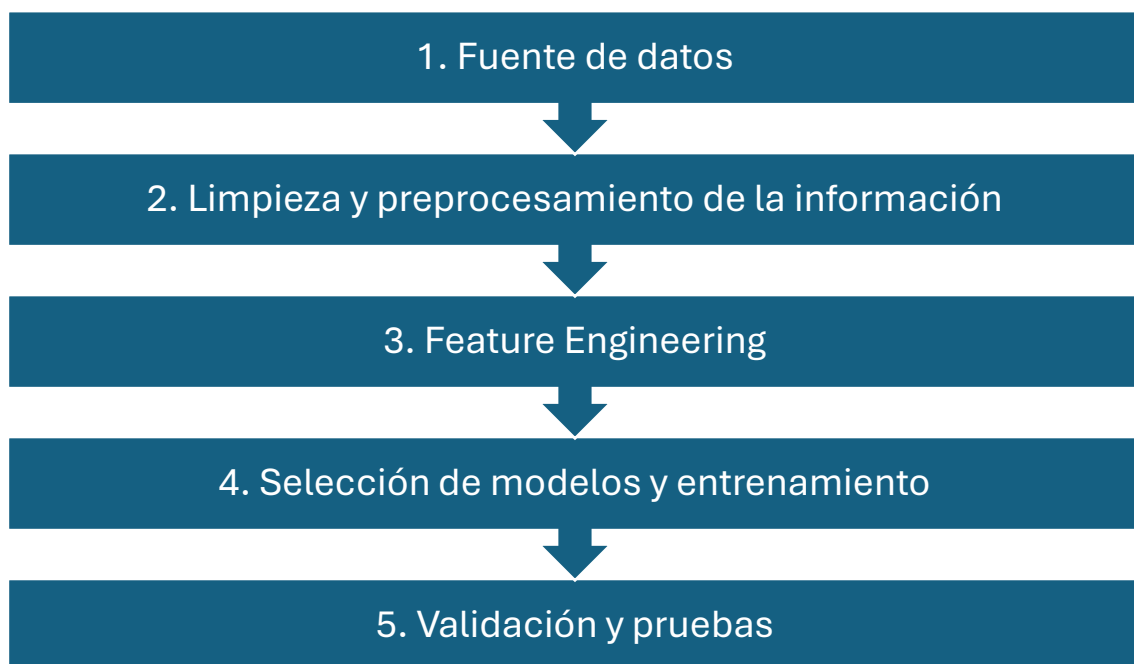 1. Fuente de datos
2. Limpieza y preprocesamiento de la información
3. Feature Engineering
4. Selección de modelos y entrenamiento
5. Validación y pruebas